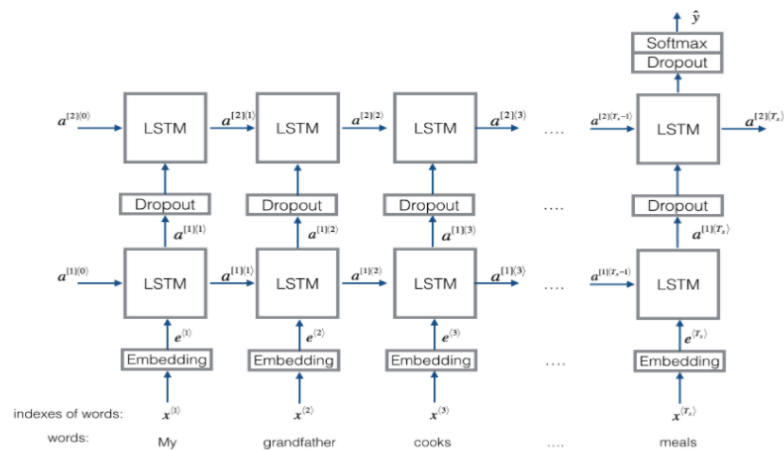 ŷ
Softmax
Dropout
a^[2]⟨0⟩ LSTM a^[2]⟨1⟩ LSTM a^[2]⟨2⟩ LSTM a^[2]⟨3⟩ .... a^[2]⟨Tₓ−1⟩ LSTM a^[2]⟨Tₓ⟩
Dropout Dropout Dropout .... Dropout
a^[1]⟨1⟩ a^[1]⟨2⟩ a^[1]⟨3⟩ a^[1]⟨Tₓ⟩
a^[1]⟨0⟩ LSTM a^[1]⟨1⟩ LSTM a^[1]⟨2⟩ LSTM a^[1]⟨3⟩ .... a^[1]⟨Tₓ−1⟩ LSTM
e^⟨1⟩ e^⟨2⟩ e^⟨3⟩ e^⟨Tₓ⟩
Embedding Embedding Embedding .... Embedding
indexes of words: x^⟨1⟩ x^⟨2⟩ x^⟨3⟩ x^⟨Tₓ⟩
words: My grandfather cooks .... meals